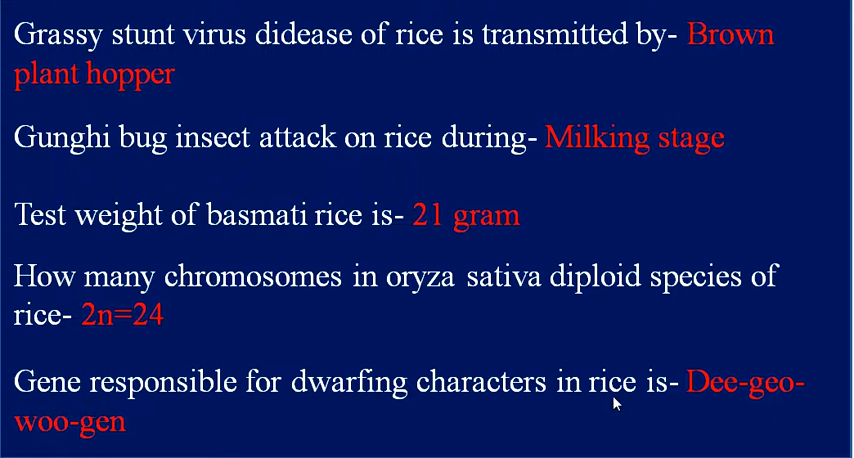 Grassy stunt virus didease of rice is transmitted by- Brown
plant hopper
Gunghi bug insect attack on rice during- Milking stage
Test weight of basmati rice is- 21 gram
How many chromosomes in oryza sativa diploid species of
rice- 2n=24
Gene responsible for dwarfing characters in rice is- Dee-geo-
woo-gen